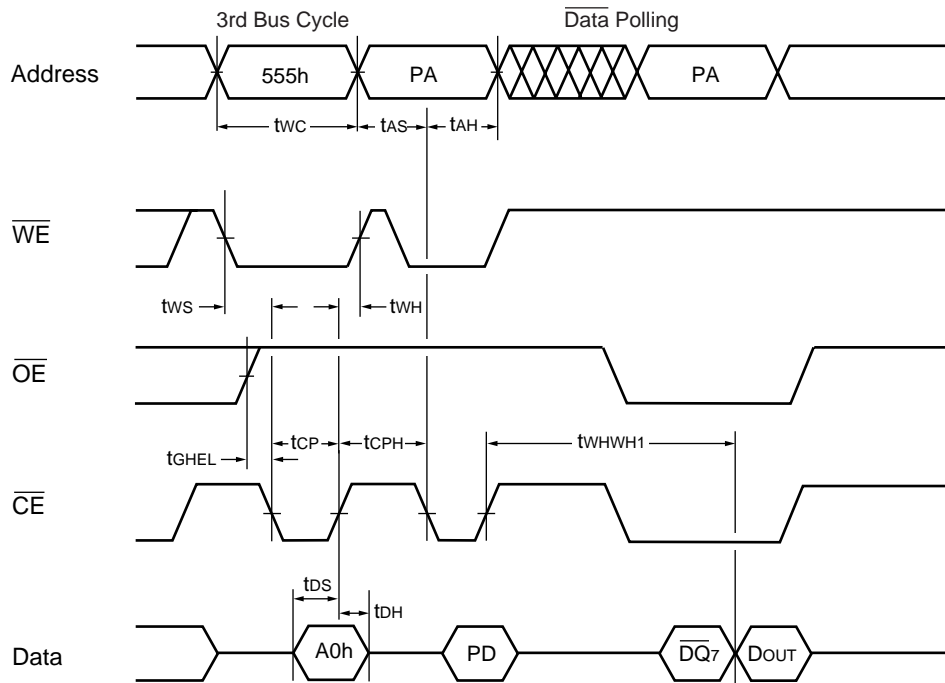 3rd Bus Cycle
Data Polling
Address
555h
PA
PA
tWC
tAS
tAH
WE
tWS
tWH
OE
tGHEL
tCP
tCPH
tWHWH1
CE
tDS
tDH
Data
A0h
PD
DQ7
DOUT